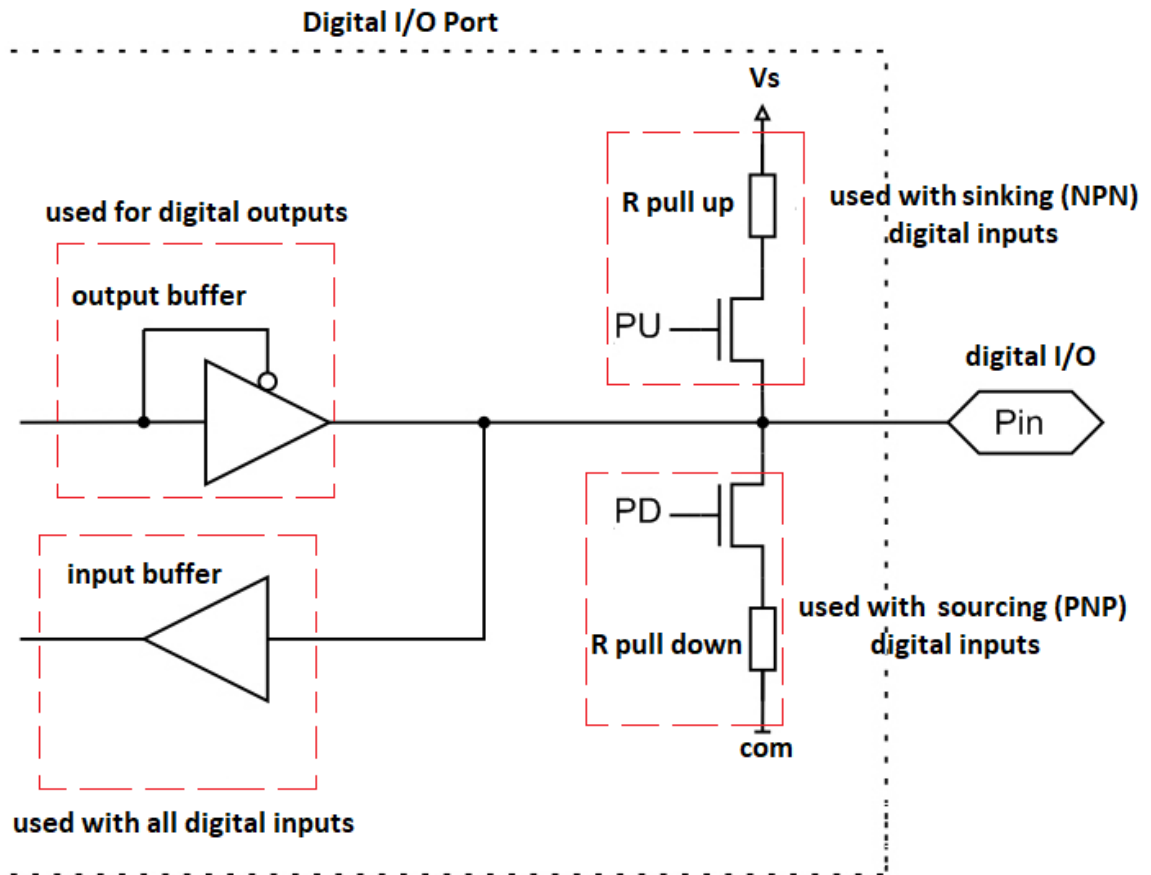 Digital I/O Port
Vs
R pull up
used with sinking (NPN)
digital inputs
used for digital outputs
output buffer
PU
digital I/O
Pin
PD
input buffer
used with sourcing (PNP)
digital inputs
R pull down
com
used with all digital inputs